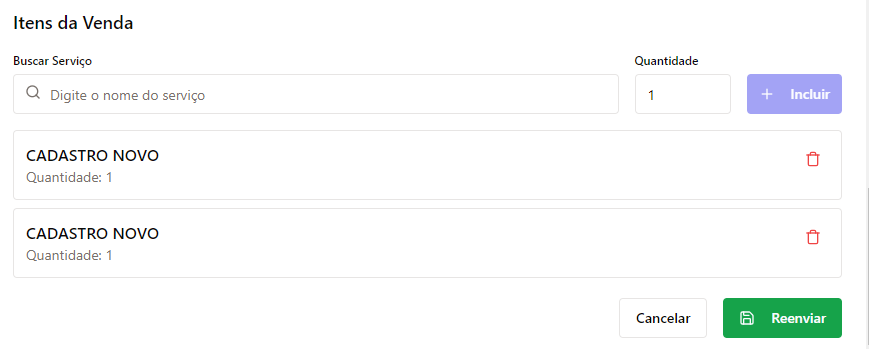 Itens da Venda
Buscar Serviço
Quantidade
Digite o nome do serviço
1
Incluir
CADASTRO NOVO
Quantidade: 1
CADASTRO NOVO
Quantidade: 1
Cancelar
Reenviar